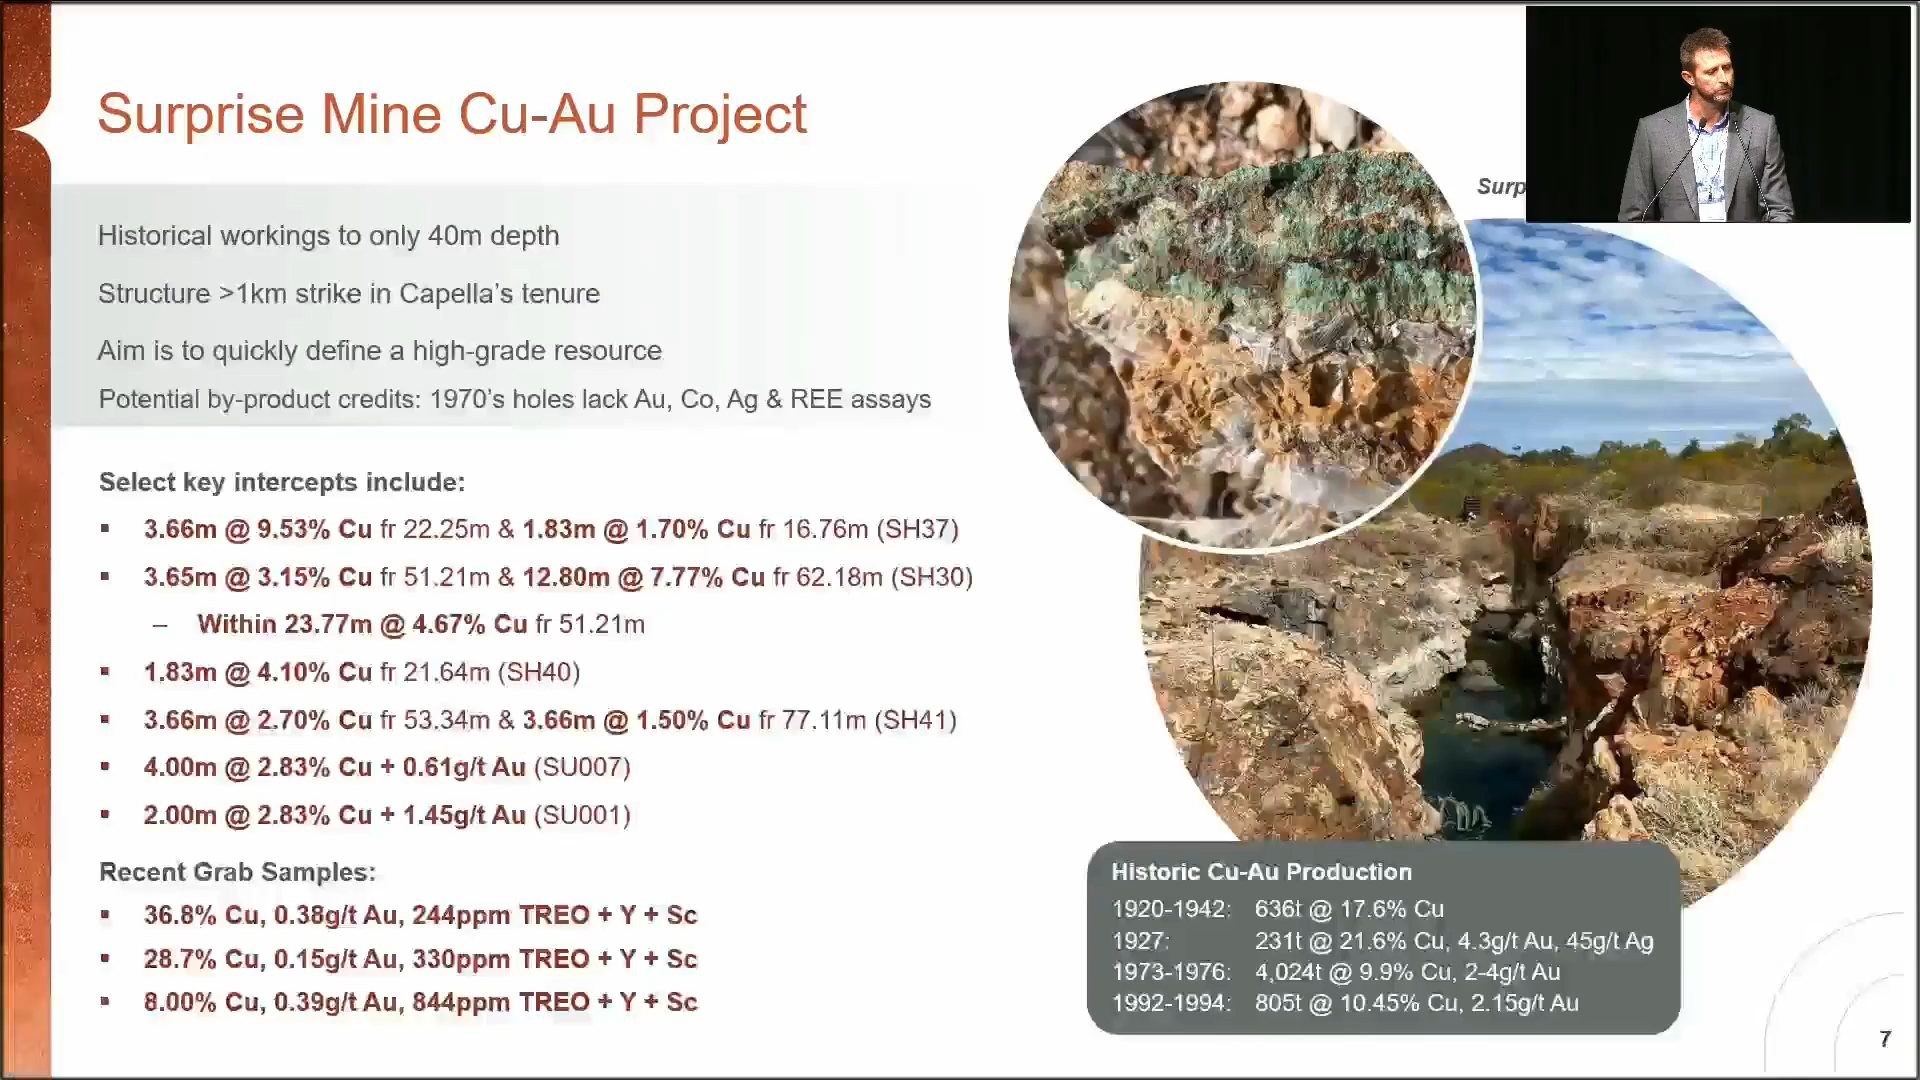 Surprise Mine Cu-Au Project
Surp
Historical workings to only 40m depth
Structure >1km strike in Capella's tenure
Aim is to quickly define a high-grade resource
Potential by-product credits: 1970's holes lack Au, Co, Ag & REE assays
Select key intercepts include:
▪ 3.66m @ 9.53% Cu fr 22.25m & 1.83m @ 1.70% Cu fr 16.76m (SH37)
▪ 3.65m @ 3.15% Cu fr 51.21m & 12.80m @ 7.77% Cu fr 62.18m (SH30)
– Within 23.77m @ 4.67% Cu fr 51.21m
▪ 1.83m @ 4.10% Cu fr 21.64m (SH40)
▪ 3.66m @ 2.70% Cu fr 53.34m & 3.66m @ 1.50% Cu fr 77.11m (SH41)
▪ 4.00m @ 2.83% Cu + 0.61g/t Au (SU007)
▪ 2.00m @ 2.83% Cu + 1.45g/t Au (SU001)
Recent Grab Samples:
▪ 36.8% Cu, 0.38g/t Au, 244ppm TREO + Y + Sc
▪ 28.7% Cu, 0.15g/t Au, 330ppm TREO + Y + Sc
▪ 8.00% Cu, 0.39g/t Au, 844ppm TREO + Y + Sc
Historic Cu-Au Production
1920-1942: 636t @ 17.6% Cu
1927: 231t @ 21.6% Cu, 4.3g/t Au, 45g/t Ag
1973-1976: 4,024t @ 9.9% Cu, 2-4g/t Au
1992-1994: 805t @ 10.45% Cu, 2.15g/t Au
7